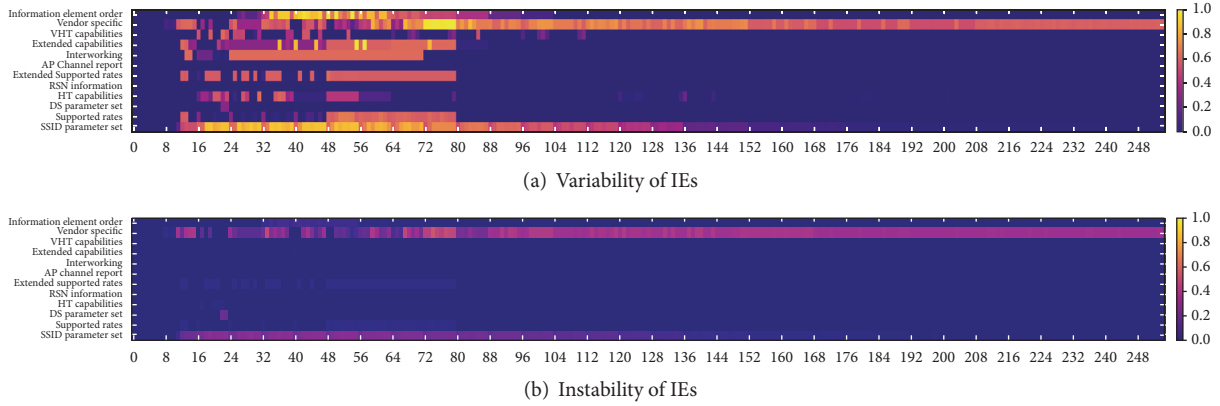 Information element order
Vendor specific
VHT capabilities
Extended capabilities
Interworking
AP Channel report
Extended Supported rates
RSN information
HT capabilities
DS parameter set
Supported rates
SSID parameter set
0 8 16 24 32 40 48 56 64 72 80 88 96 104 112 120 128 136 144 152 160 168 176 184 192 200 208 216 224 232 240 248
1.0
0.8
0.6
0.4
0.2
0.0
(a) Variability of IEs
Information element order
Vendor specific
VHT capabilities
Extended capabilities
Interworking
AP channel report
Extended supported rates
RSN information
HT capabilities
DS parameter set
Supported rates
SSID parameter set
0 8 16 24 32 40 48 56 64 72 80 88 96 104 112 120 128 136 144 152 160 168 176 184 192 200 208 216 224 232 240 248
1.0
0.8
0.6
0.4
0.2
0.0
(b) Instability of IEs